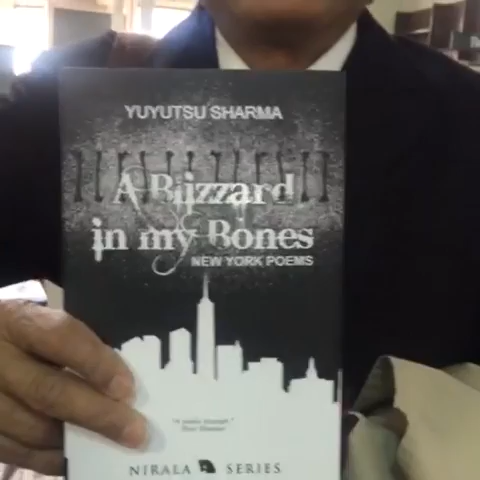 YUYUTSU SHARMA
A Blizzard
in my Bones
NEW YORK POEMS
NIRALA SERIES